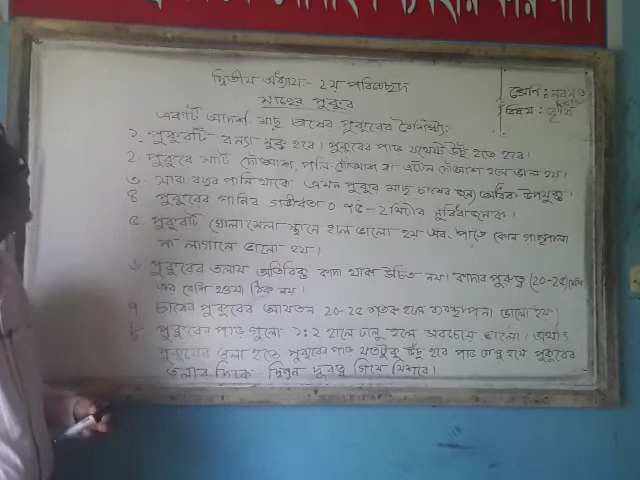 দ্বিতীয় অধ্যায়:- ২য় পরিচ্ছেদ
মাছের পুকুর
শ্রেণি: নবম
বিষয়: কৃষি
একটি আদর্শ মাছ চাষের পুকুরের বৈশিষ্ট্য:
১. পুকুরটি বন্যা মুক্ত হবে। পুকুরের পাড় যথেষ্ট উঁচু হতে হবে।
২. পুকুরের মাটি দোআঁশ, পলি-দোআঁশ বা এটেল দোআঁশ হলে ভাল হয়।
৩. সারা বছর পানি থাকে এমন পুকুর মাছ চাষের জন্য অধিক উপযুক্ত।
৪ পুকুরের পানির গভীরতা ০.৭৫-২ মিটার সুবিধাজনক।
৫ পুকুরটি খোলামেলা স্থানে হলে ভালো হয় এবং পাড়ে কোন গাছপালা
না লাগালে ভালো হয়।
৬ পুকুরের তলায় অতিরিক্ত কাদা থাকা উচিত নয়। কাদার পুরুত্ব (২০-২৫) সেমি
এর বেশি হওয়া ঠিক নয়।
৭ চাষের পুকুরের আয়তন ২০-২৫ শতক হলে ব্যবস্থাপনা ভালো হয়।
৮ পুকুরের পাড় গুলো ১:২ হারে ঢালু হলে সবচেয়ে ভালো। অর্থাৎ
পুকুরের তলা হতে পুকুরের পাড় যতটুকু উঁচু হবে পাড় ঢালু হয়ে পুকুরের
তলার দিকে দ্বিগুন দূরত্ব গিয়ে মিশবে।